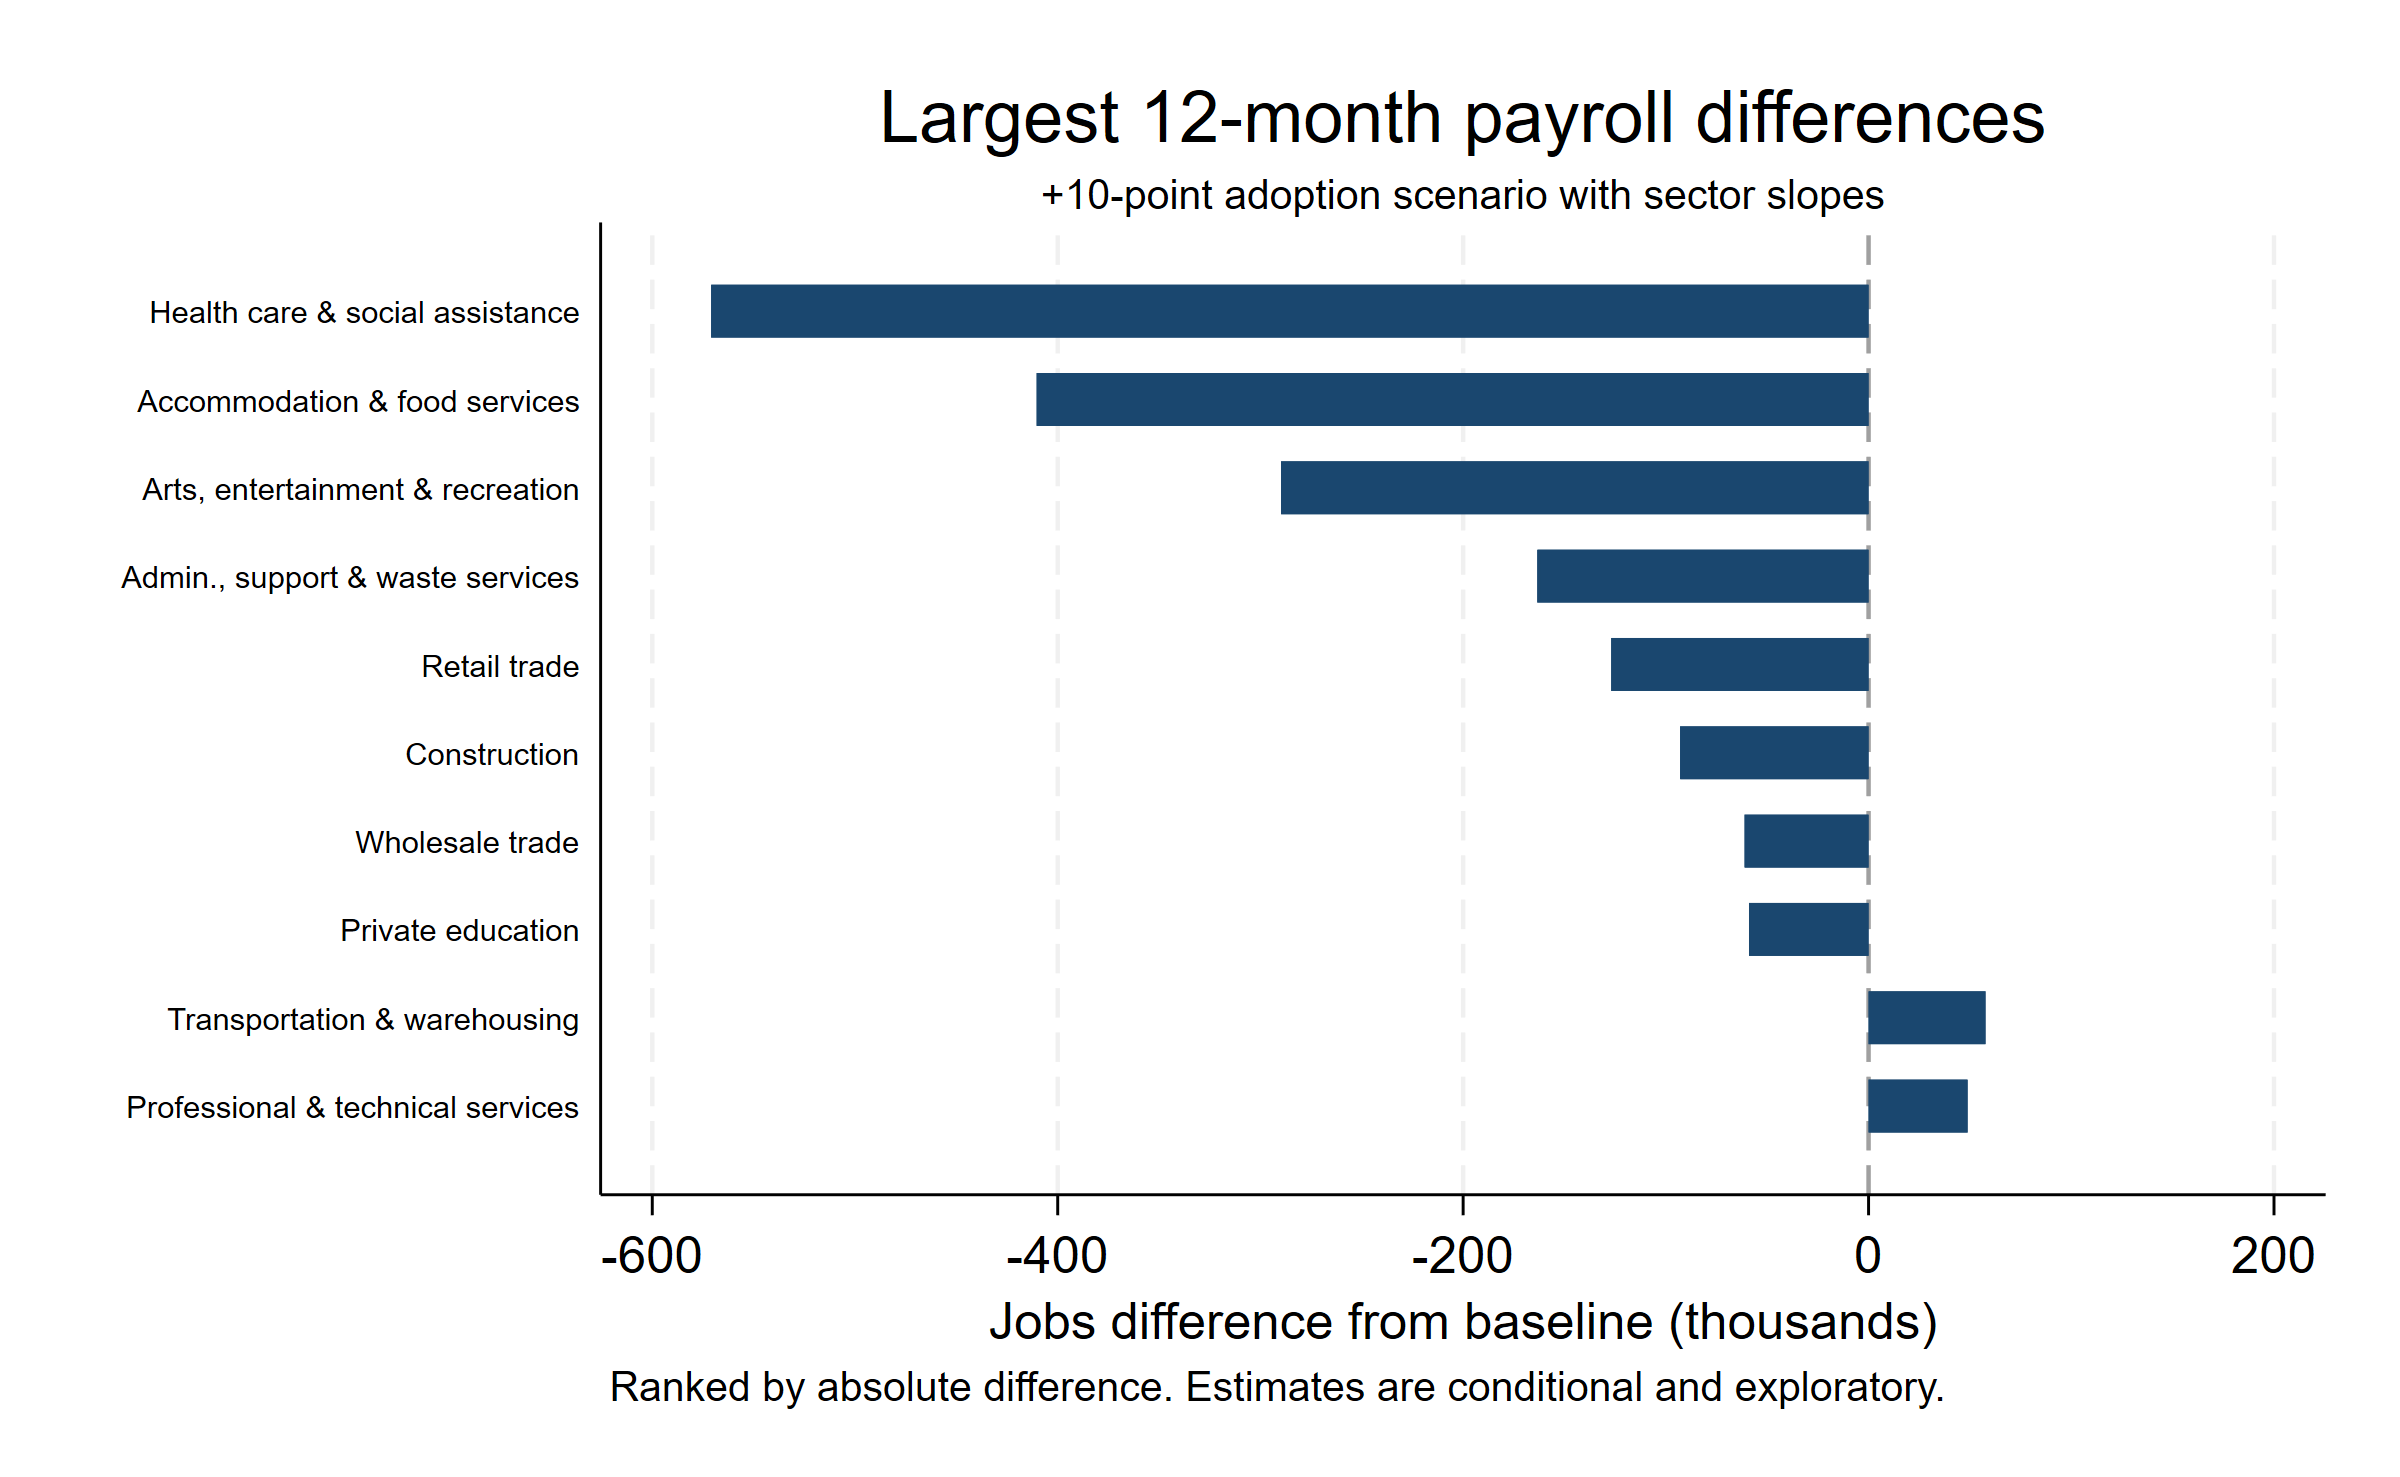 Largest 12-month payroll differences
+10-point adoption scenario with sector slopes
Health care & social assistance
Accommodation & food services
Arts, entertainment & recreation
Admin., support & waste services
Retail trade
Construction
Wholesale trade
Private education
Transportation & warehousing
Professional & technical services
-600 -400 -200 0 200
Jobs difference from baseline (thousands)
Ranked by absolute difference. Estimates are conditional and exploratory.